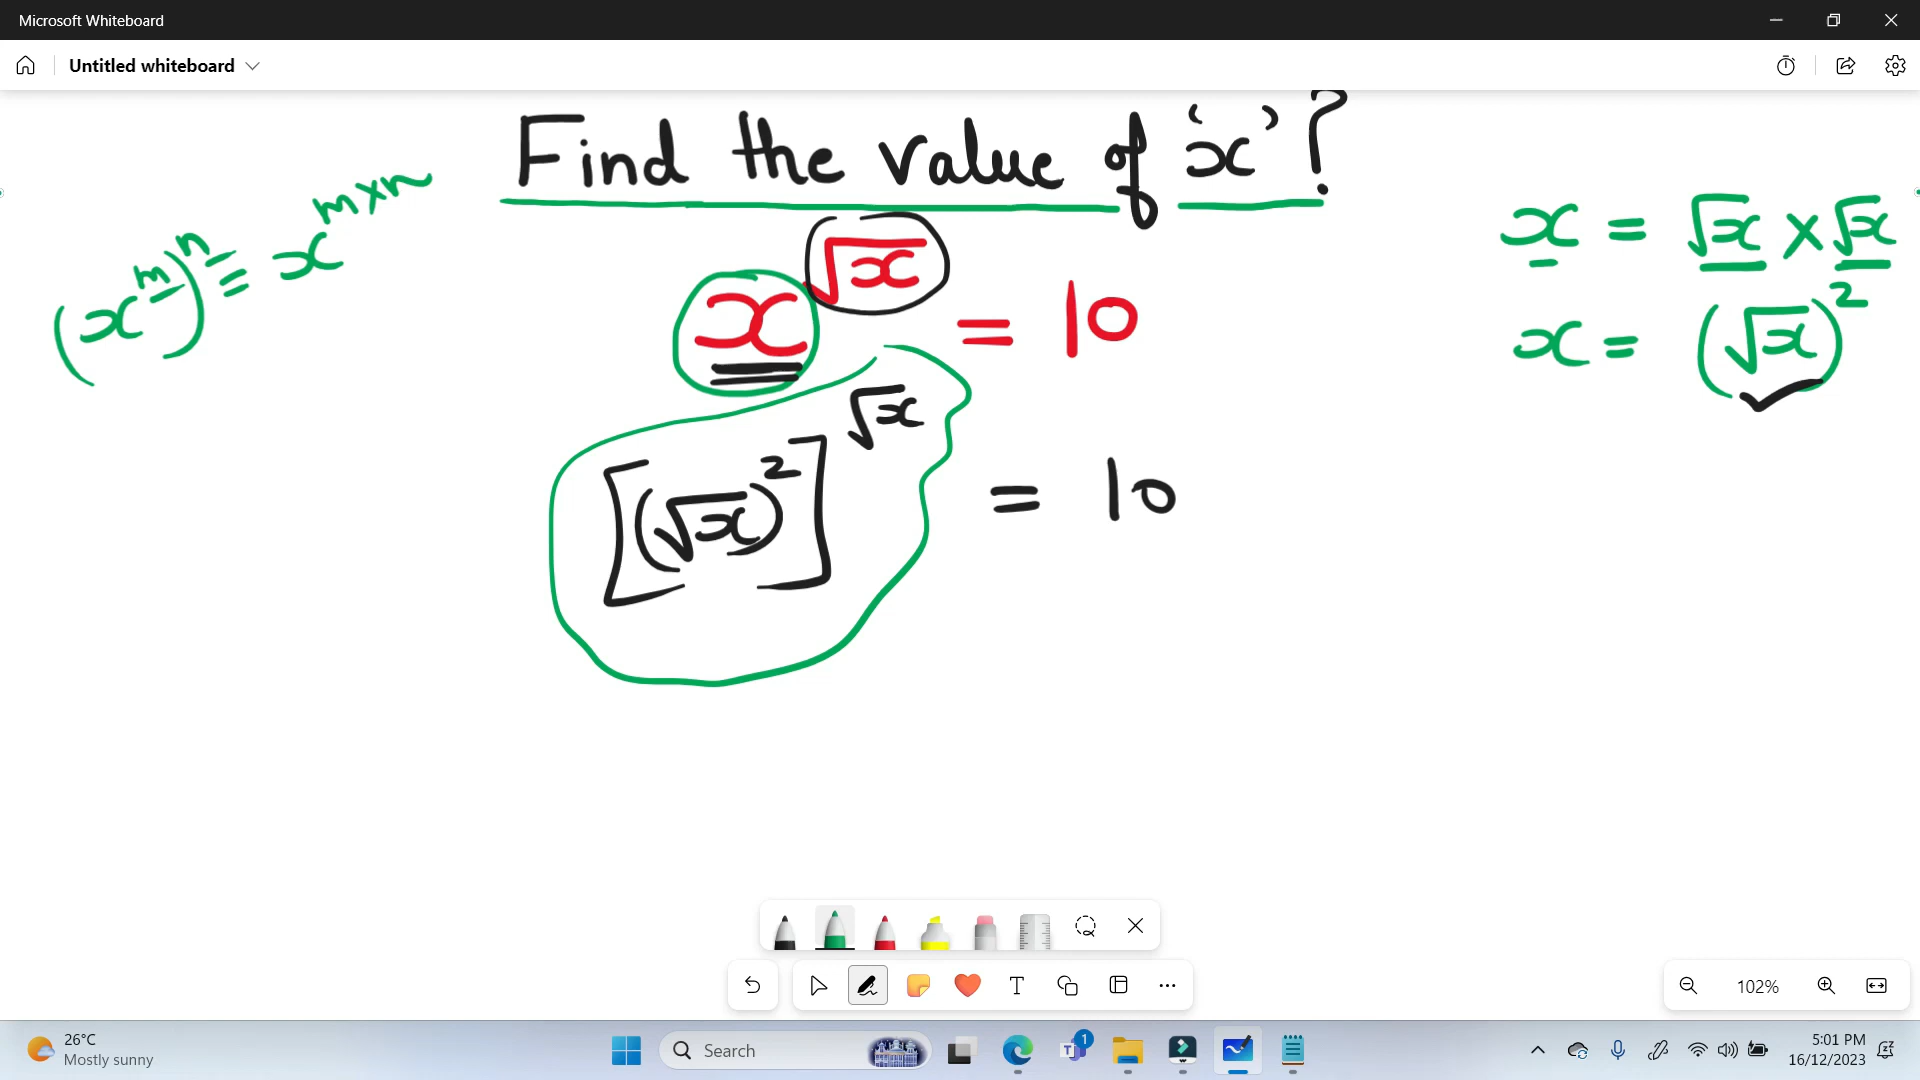 Microsoft Whiteboard
Untitled whiteboard
Find the value of 'x'?
(x^m)^n = x^{m×n}
x^{√x} = 10
x = √x × √x
x = (√x)^2
[(√x)^2]^{√x} = 10
102%
26°C
Mostly sunny
Search
1
5:01 PM
16/12/2023